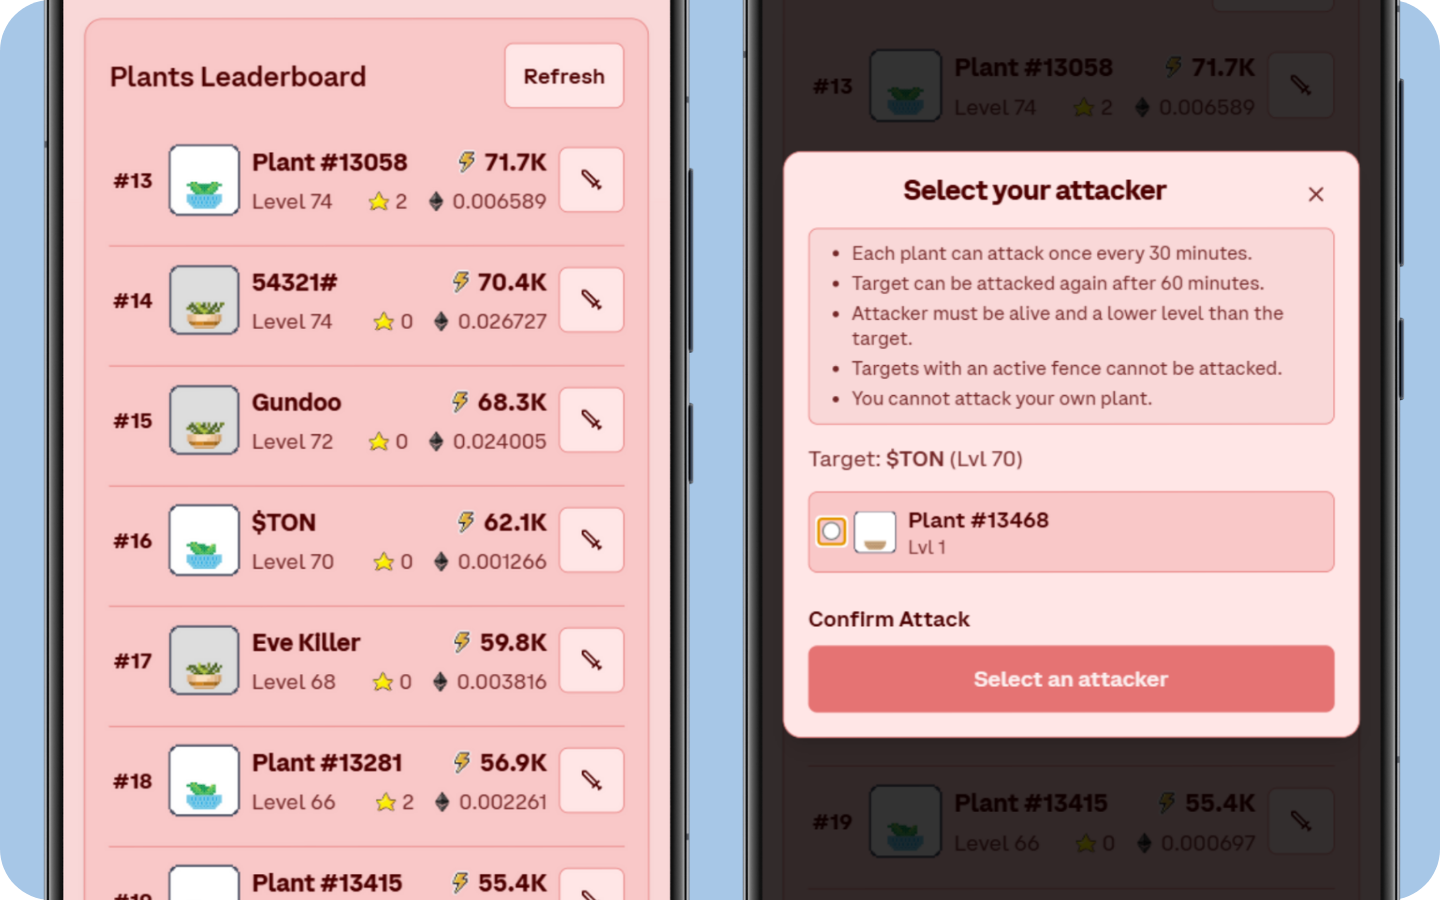 Plants Leaderboard
Refresh
#13
Plant #13058
71.7K
Level 74
2
0.006589
#14
54321#
70.4K
Level 74
0
0.026727
#15
Gundoo
68.3K
Level 72
0
0.024005
#16
$TON
62.1K
Level 70
0
0.001266
#17
Eve Killer
59.8K
Level 68
0
0.003816
#18
Plant #13281
56.9K
Level 66
2
0.002261
Plant #13415
55.4K
#13
Plant #13058
71.7K
Level 74
2
0.006589
Select your attacker
• Each plant can attack once every 30 minutes.
• Target can be attacked again after 60 minutes.
• Attacker must be alive and a lower level than the
target.
• Targets with an active fence cannot be attacked.
• You cannot attack your own plant.
Target: $TON (Lvl 70)
Plant #13468
Lvl 1
Confirm Attack
Select an attacker
#19
Plant #13415
55.4K
Level 66
0
0.000697